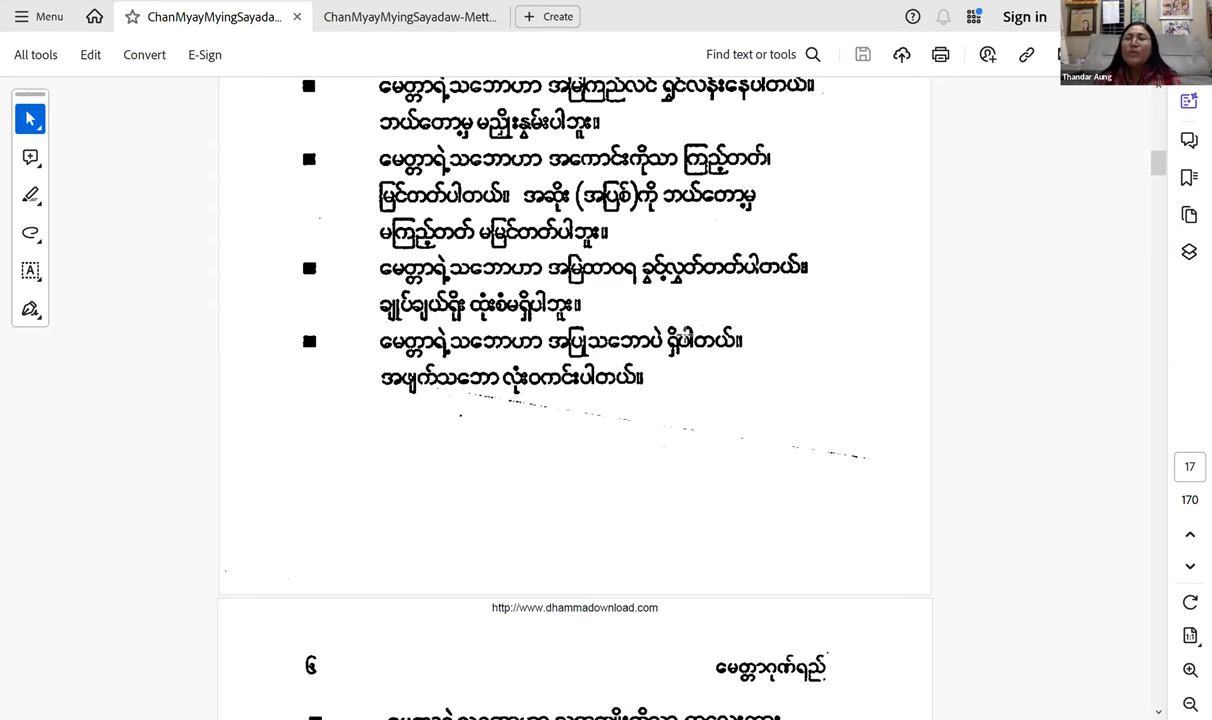 Menu
ChanMyayMyingSayada...
ChanMyayMyingSayadaw-Mett...
Create
Sign in
All tools
Edit
Convert
E-Sign
Find text or tools
Thandar Aung
မေတ္တာရဲ့သဘောဟာ အမြဲကြည်လင် ရှင်လန်းနေပါတယ်။
ဘယ်တော့မှ မညှိုးနွမ်းပါဘူး။
မေတ္တာရဲ့သဘောဟာ အကောင်းကိုသာ ကြည့်တတ်၊
မြင်တတ်ပါတယ်။ အဆိုး (အပြစ်)ကို ဘယ်တော့မှ
မကြည့်တတ် မမြင်တတ်ပါဘူး။
မေတ္တာရဲ့သဘောဟာ အမြဲထာဝရ ခွင့်လွှတ်တတ်ပါတယ်။
ချုပ်ချယ်ရိုး ထုံးစံမရှိပါဘူး။
မေတ္တာရဲ့သဘောဟာ အပြုသဘောပဲ ရှိပါတယ်။
အဖျက်သဘော လုံးဝကင်းပါတယ်။
17
170
http://www.dhammadownload.com
၆
မေတ္တာဂုဏ်ရည်